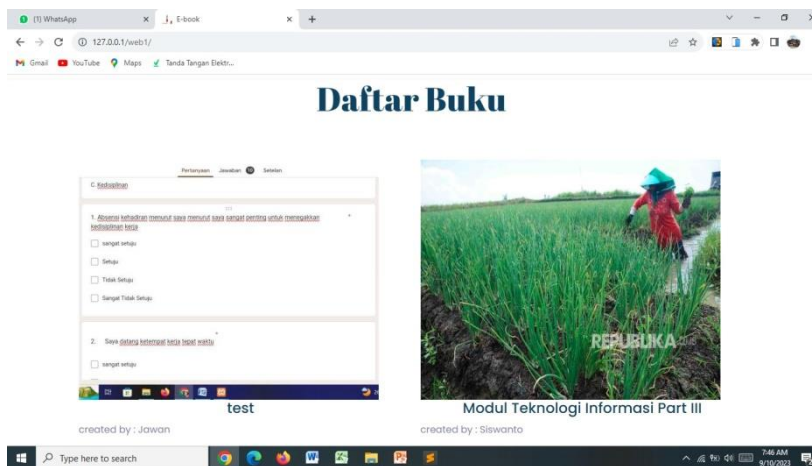 (1) WhatsApp
E-book
127.0.0.1/web1/
Gmail
YouTube
Maps
Tanda Tangan Elektr...
Daftar Buku
Pertanyaan Jawaban Setelan
C. Kedisiplinan
1. Absensi kehadiran menurut saya menurut saya sangat penting untuk menegakkan
kedisiplinan kerja
*
sangat setuju
Setuju
Tidak Setuju
Sangat Tidak Setuju
*
2. Saya datang ketempat kerja tepat waktu
sangat setuju
REPUBLIKA
test
Modul Teknologi Informasi Part III
created by : Jawan
created by : Siswanto
Type here to search
7:46 AM
9/10/2023